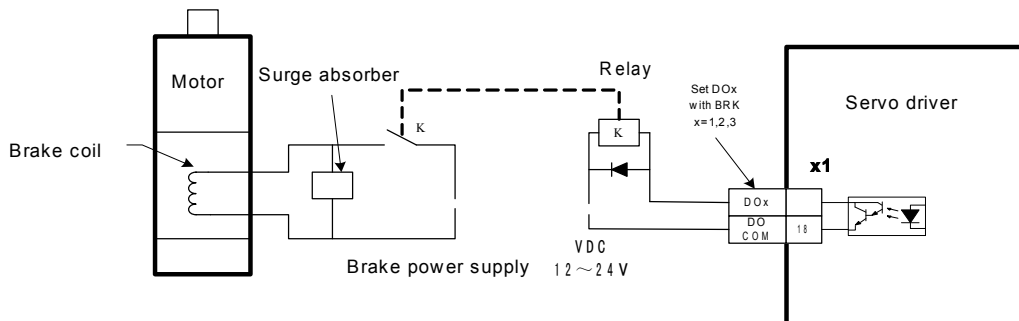 Motor
Surge absorber
Brake coil
K
Relay
K
Set DOx
with BRK
x=1,2,3
Servo driver
x1
DOx
DO
COM
18
Brake power supply
VDC
12～24V